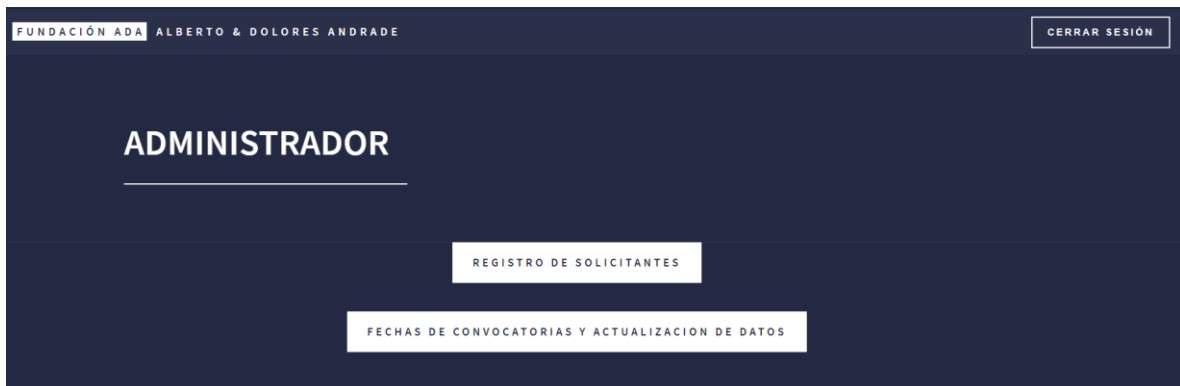 FUNDACIÓN ADA ALBERTO & DOLORES ANDRADE
CERRAR SESIÓN
ADMINISTRADOR
REGISTRO DE SOLICITANTES
FECHAS DE CONVOCATORIAS Y ACTUALIZACION DE DATOS